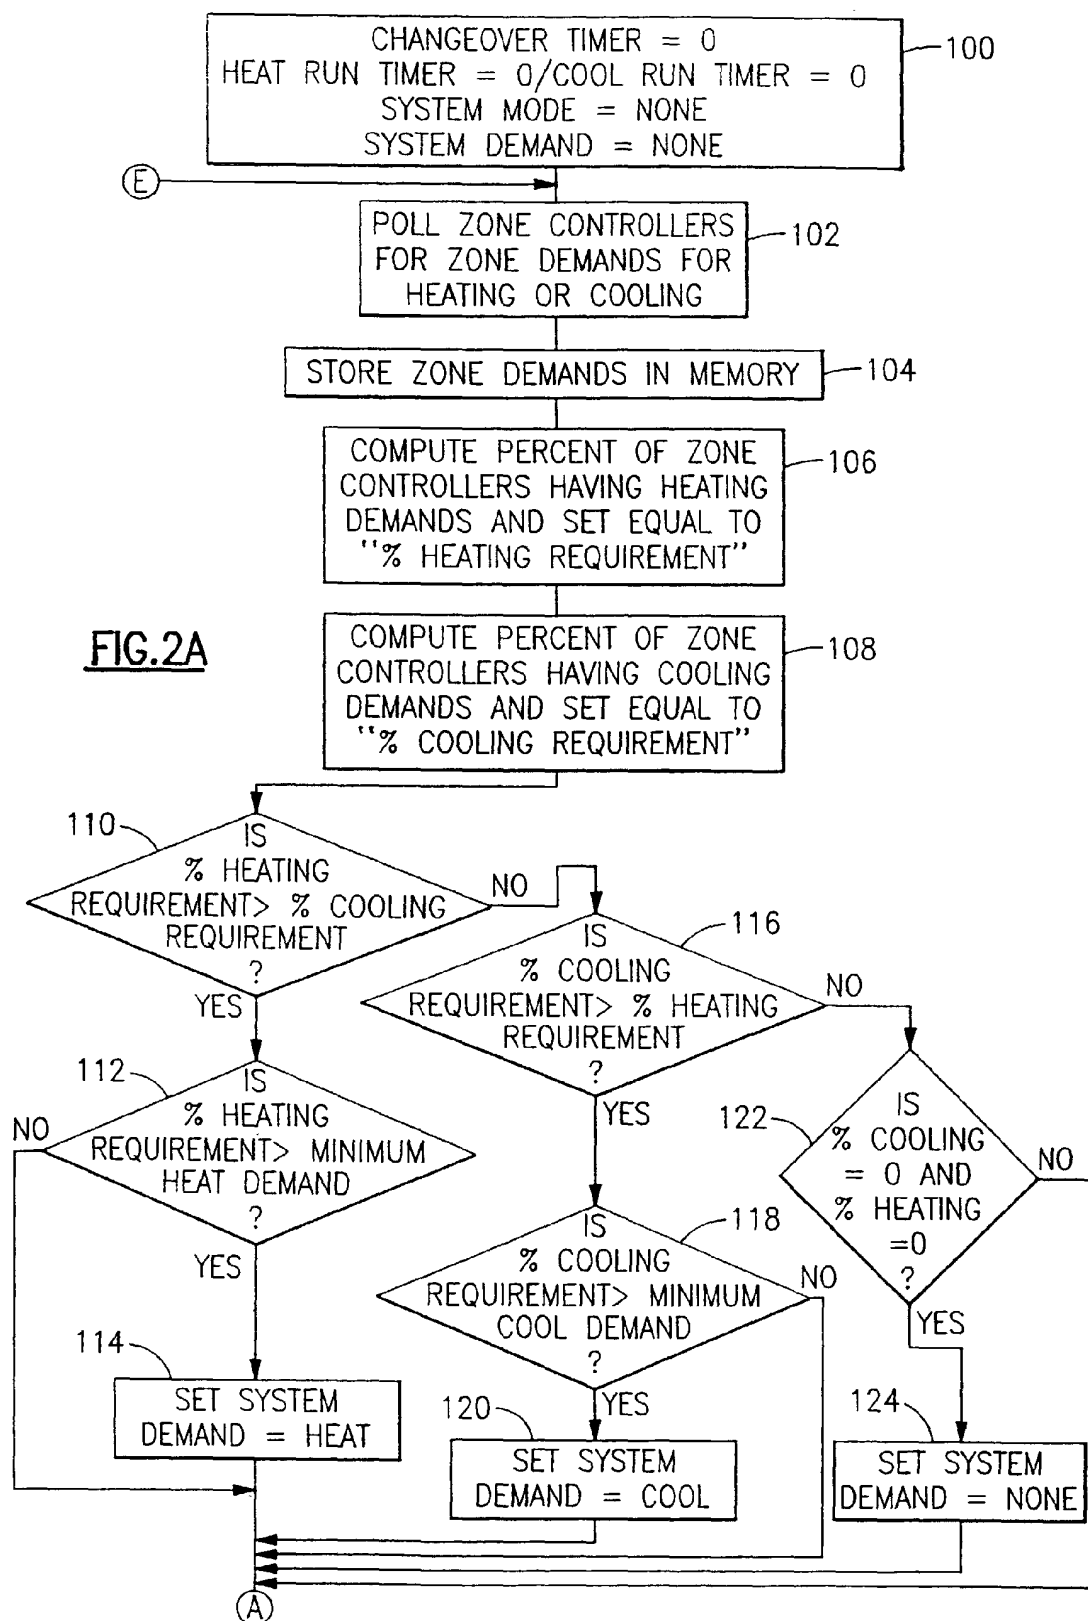 CHANGEOVER TIMER = 0
HEAT RUN TIMER = 0/COOL RUN TIMER = 0
SYSTEM MODE = NONE
SYSTEM DEMAND = NONE
100
E
POLL ZONE CONTROLLERS
FOR ZONE DEMANDS FOR
HEATING OR COOLING
102
STORE ZONE DEMANDS IN MEMORY
104
COMPUTE PERCENT OF ZONE
CONTROLLERS HAVING HEATING
DEMANDS AND SET EQUAL TO
"% HEATING REQUIREMENT"
106
FIG.2A
COMPUTE PERCENT OF ZONE
CONTROLLERS HAVING COOLING
DEMANDS AND SET EQUAL TO
"% COOLING REQUIREMENT"
108
110
IS
% HEATING
REQUIREMENT> % COOLING
REQUIREMENT
?
NO
YES
116
IS
% COOLING
REQUIREMENT> % HEATING
REQUIREMENT
?
NO
YES
112
IS
% HEATING
REQUIREMENT> MINIMUM
HEAT DEMAND
?
NO
YES
122
IS
% COOLING
= 0 AND
% HEATING
=0
?
NO
YES
118
IS
% COOLING
REQUIREMENT> MINIMUM
COOL DEMAND
?
NO
YES
114
SET SYSTEM
DEMAND = HEAT
120
SET SYSTEM
DEMAND = COOL
124
SET SYSTEM
DEMAND = NONE
A